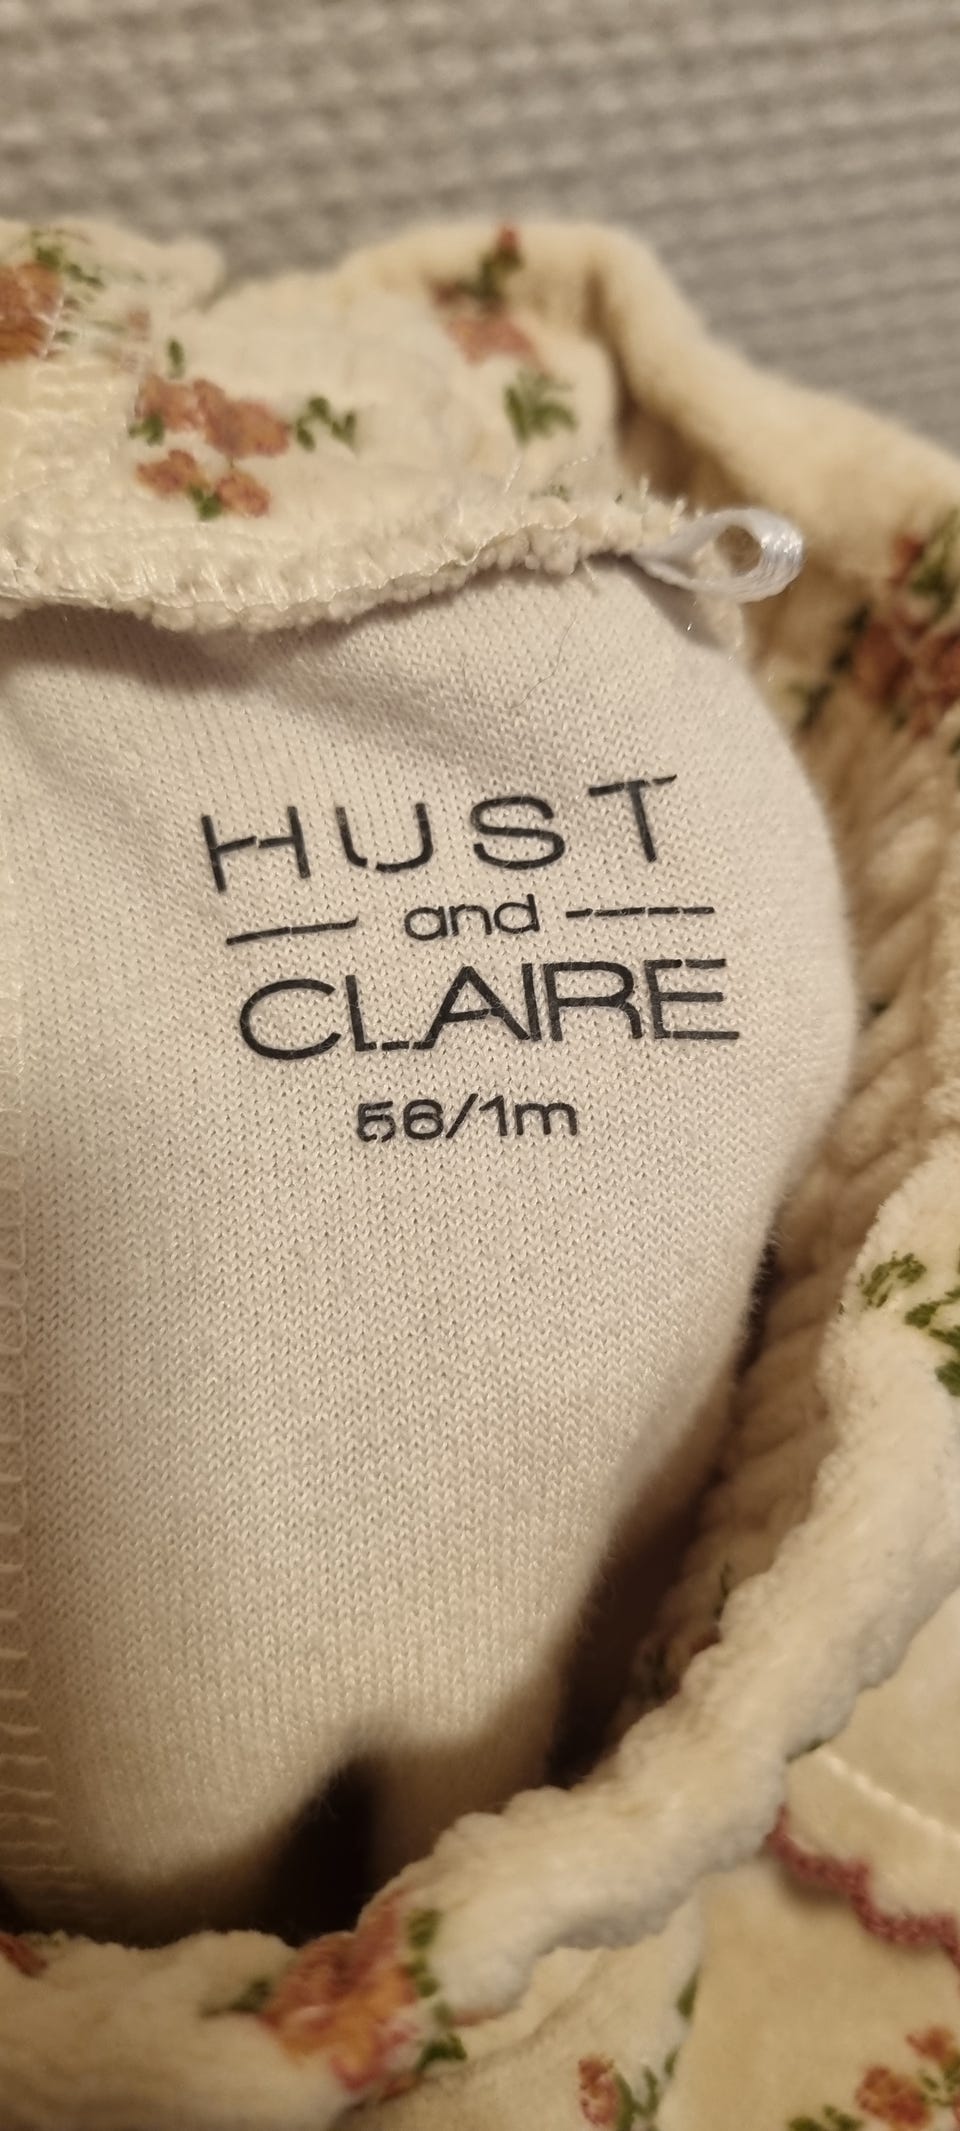 HUST
and
CLAIRE
56/1m